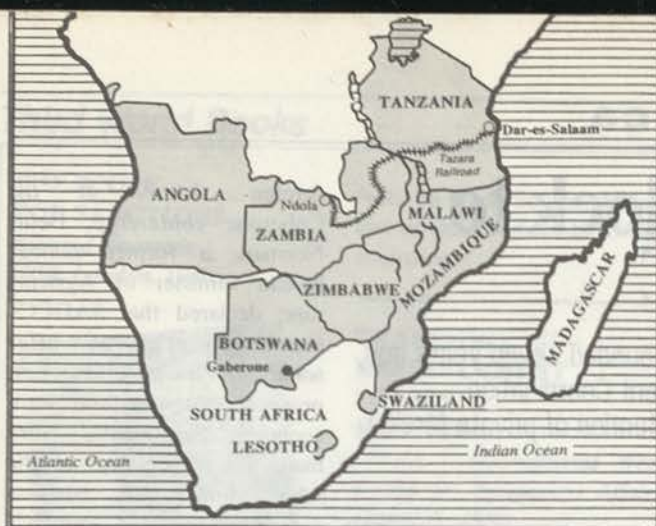 TANZANIA
Dar-es-Salaam
Tazara
Railroad
ANGOLA
Ndola
MALAWI
ZAMBIA
MOZAMBIQUE
ZIMBABWE
MADAGASCAR
BOTSWANA
Gaberone
SWAZILAND
SOUTH AFRICA
LESOTHO
Atlantic Ocean
Indian Ocean